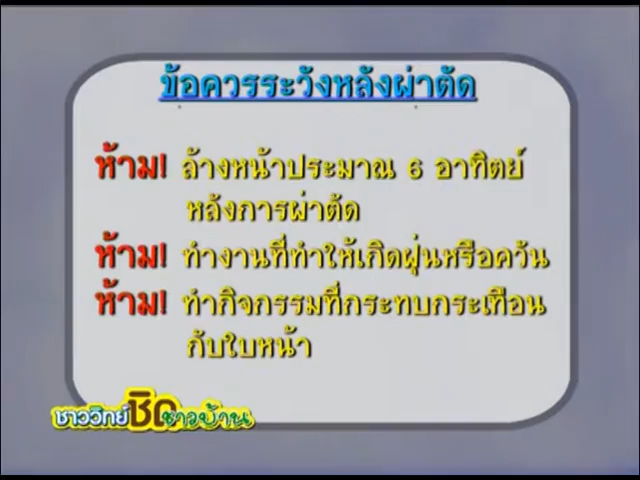 ข้อควรระวังหลังผ่าตัด
ห้าม! ล้างหน้าประมาณ 6 อาทิตย์
หลังการผ่าตัด
ห้าม! ทำงานที่ทำให้เกิดฝุ่นหรือควัน
ห้าม! ทำกิจกรรมที่กระทบกระเทือน
กับใบหน้า
ชาววิทย์ชิดชาวบ้าน